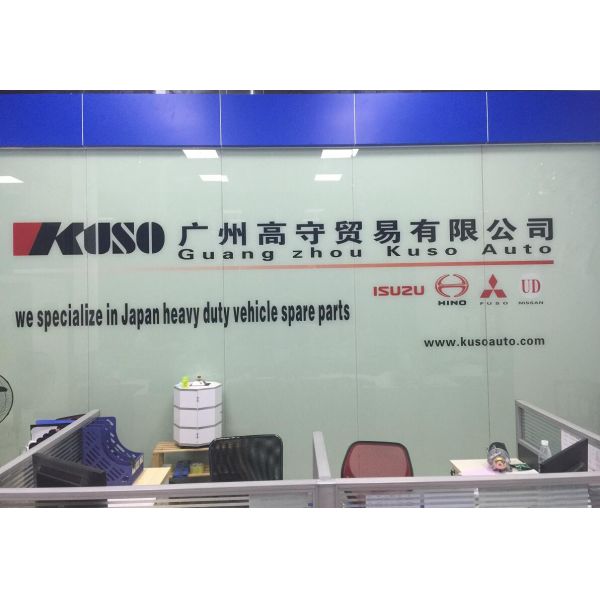 KUSO 广州高守贸易有限公司
Guang zhou Kuso Auto
ISUZU HINO FUSO UD NISSAN
we specialize in Japan heavy duty vehicle spare parts
www.kusoauto.com